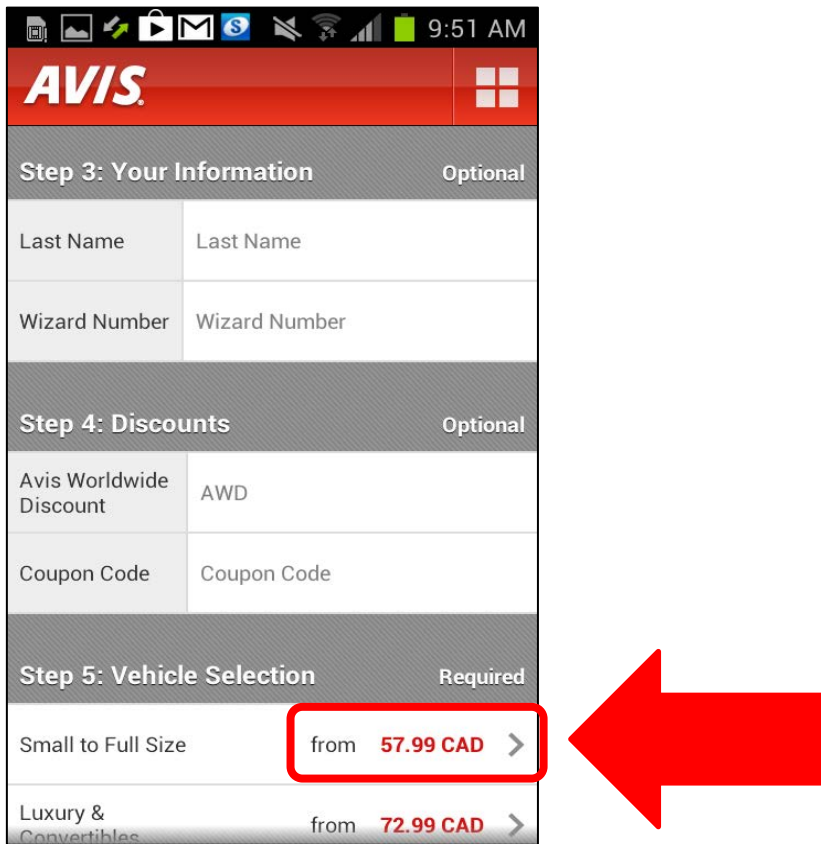 9:51 AM
AVIS
Step 3: Your Information Optional
Last Name Last Name
Wizard Number Wizard Number
Step 4: Discounts Optional
Avis Worldwide
Discount AWD
Coupon Code Coupon Code
Step 5: Vehicle Selection Required
Small to Full Size from 57.99 CAD
Luxury &
Convertibles from 72.99 CAD